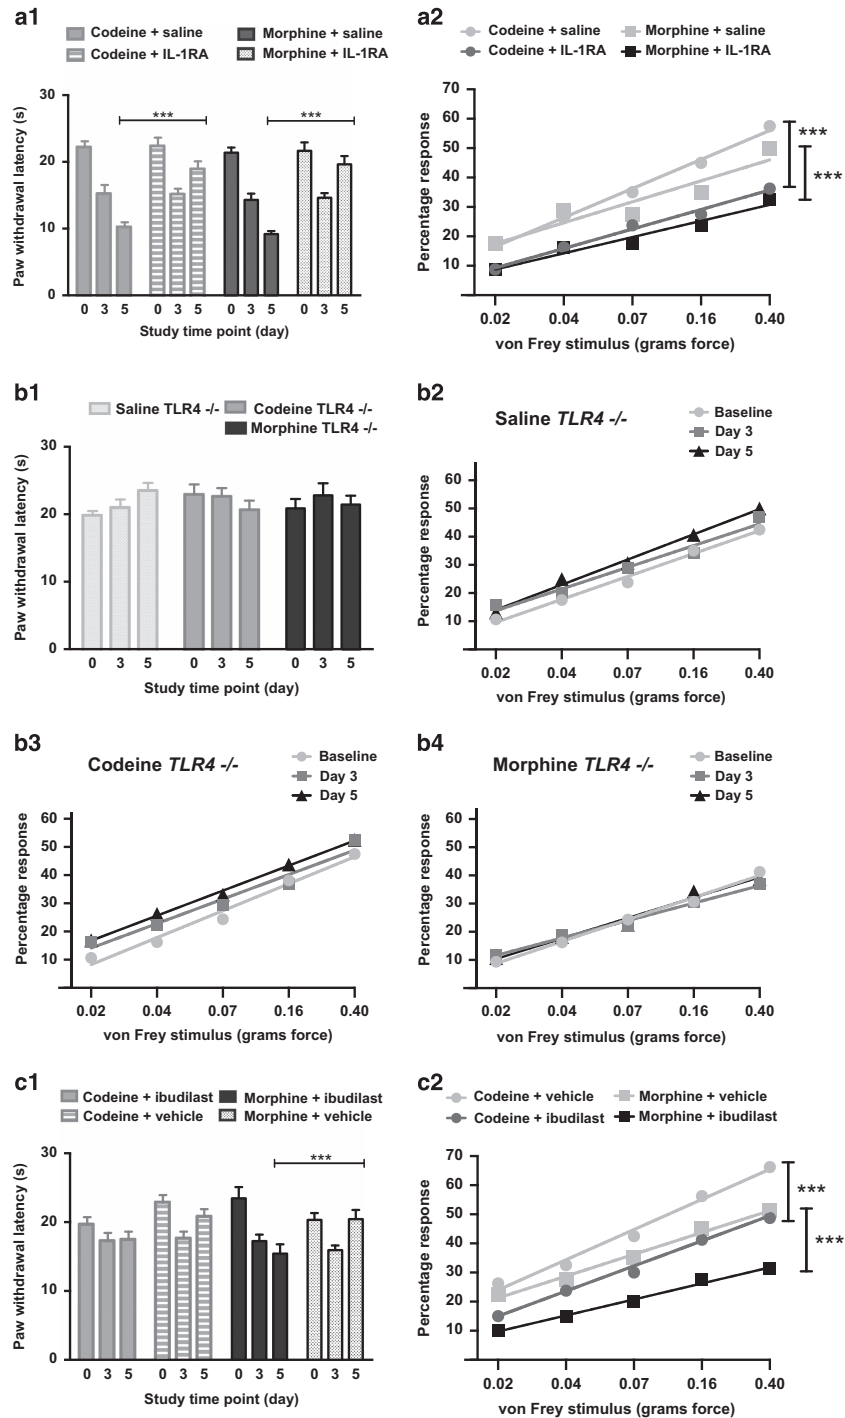 a1
Codeine + saline
Morphine + saline
Codeine + IL-1RA
Morphine + IL-1RA
Paw withdrawal latency (s)
30
20
10
0
***
***
0 3 5 0 3 5 0 3 5 0 3 5
Study time point (day)
a2
Codeine + saline
Morphine + saline
Codeine + IL-1RA
Morphine + IL-1RA
Percentage response
70
60
50
40
30
20
10
***
***
0.02 0.04 0.07 0.16 0.40
von Frey stimulus (grams force)
b1
Saline TLR4 -/-
Codeine TLR4 -/-
Morphine TLR4 -/-
Paw withdrawal latency (s)
30
20
10
0
0 3 5 0 3 5 0 3 5
Study time point (day)
b2
Saline TLR4 -/-
Baseline
Day 3
Day 5
Percentage response
60
50
40
30
20
10
0.02 0.04 0.07 0.16 0.40
von Frey stimulus (grams force)
b3
Codeine TLR4 -/-
Baseline
Day 3
Day 5
Percentage response
60
50
40
30
20
10
0.02 0.04 0.07 0.16 0.40
von Frey stimulus (grams force)
b4
Morphine TLR4 -/-
Baseline
Day 3
Day 5
Percentage response
60
50
40
30
20
10
0.02 0.04 0.07 0.16 0.40
von Frey stimulus (grams force)
c1
Codeine + ibudilast
Morphine + ibudilast
Codeine + vehicle
Morphine + vehicle
Paw withdrawal latency (s)
30
20
10
0
***
0 3 5 0 3 5 0 3 5 0 3 5
Study time point (day)
c2
Codeine + vehicle
Morphine + vehicle
Codeine + ibudilast
Morphine + ibudilast
Percentage response
70
60
50
40
30
20
10
***
***
0.02 0.04 0.07 0.16 0.40
von Frey stimulus (grams force)